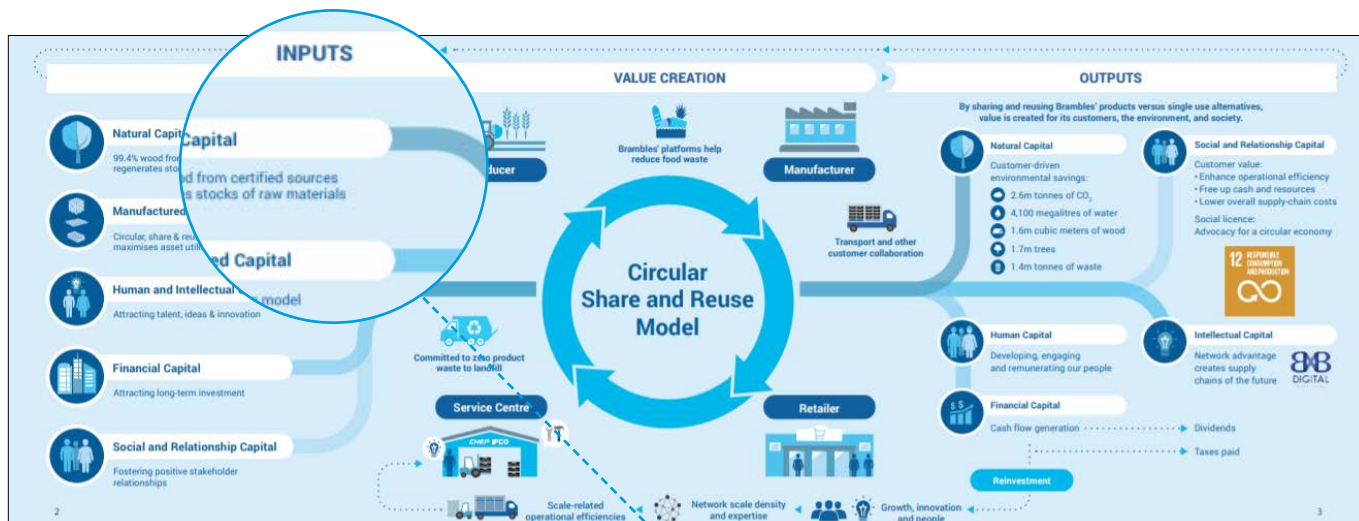 INPUTS
VALUE CREATION
OUTPUTS
Natural Capit
99.4% wood from
regenerates sto
Capital
d from certified sources
s stocks of raw materials
Manufactured
Circular, share & reu
maximises asset util
ed Capital
model
Human and Intellectual
Attracting talent, ideas & innovation
Financial Capital
Attracting long-term investment
Social and Relationship Capital
Fostering positive stakeholder
relationships
2
ducer
Brambles' platforms help
reduce food waste
Manufacturer
Transport and other
customer collaboration
Circular
Share and Reuse
Model
Committed to zero product
waste to landfill
Service Centre
CHEP IFCO
Retailer
Scale-related
operational efficiencies
Network scale density
and expertise
Growth, innovation
and people
By sharing and reusing Brambles' products versus single use alternatives,
value is created for its customers, the environment, and society.
Natural Capital
Customer-driven
environmental savings:
2.6m tonnes of CO₂
4,100 megalitres of water
1.6m cubic meters of wood
1.7m trees
1.4m tonnes of waste
Social and Relationship Capital
Customer value:
• Enhance operational efficiency
• Free up cash and resources
• Lower overall supply-chain costs
Social licence:
Advocacy for a circular economy
12 RESPONSIBLE
CONSUMPTION
AND PRODUCTION
Human Capital
Developing, engaging
and remunerating our people
Intellectual Capital
Network advantage
creates supply
chains of the future
BXB
DIGITAL
Financial Capital
Cash flow generation
Dividends
Taxes paid
Reinvestment
3